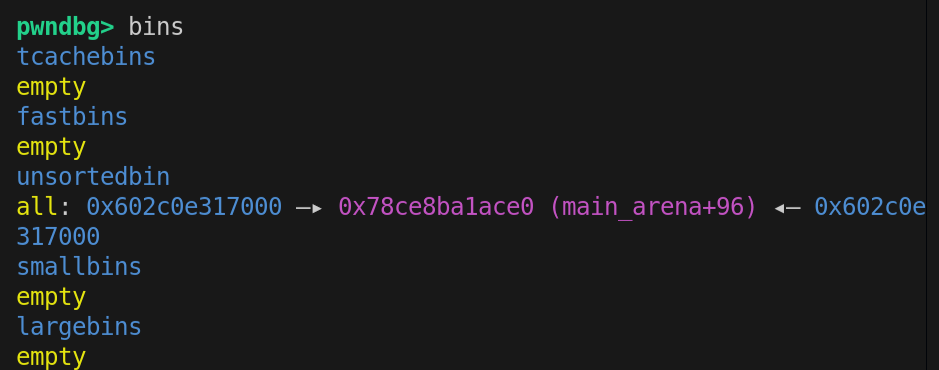 pwndbg> bins
tcachebins
empty
fastbins
empty
unsortedbin
all: 0x602c0e317000 —▸ 0x78ce8ba1ace0 (main_arena+96) ◂— 0x602c0e
317000
smallbins
empty
largebins
empty